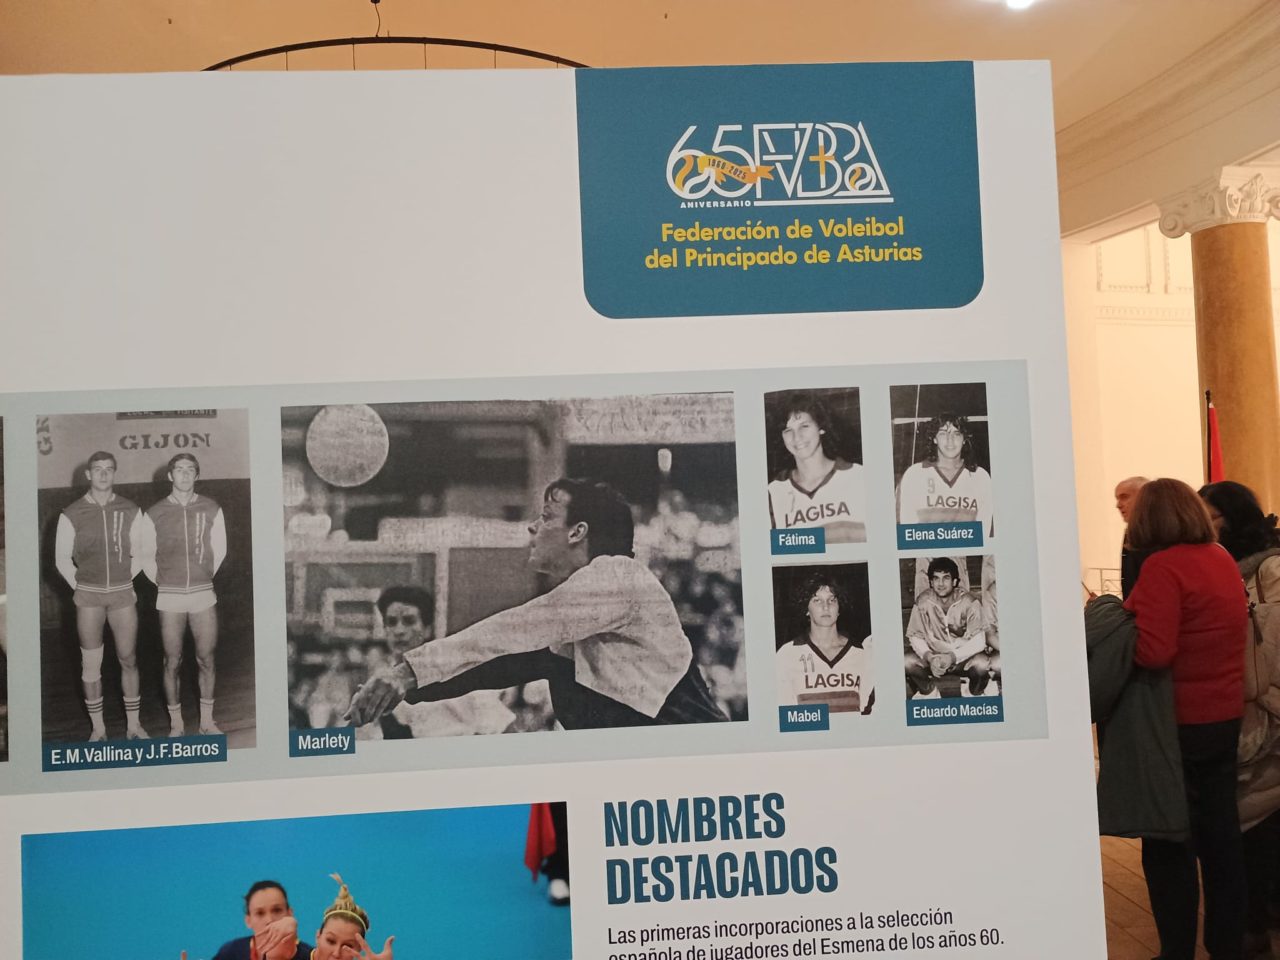 65 FVBPA
1960-2025
ANIVERSARIO
Federación de Voleibol
del Principado de Asturias
GIJON
E.M. Vallina y J.F. Barros
Marlety
LAGISA
Fátima
9
LAGISA
Elena Suárez
11
LAGISA
Mabel
Eduardo Macías
NOMBRES
DESTACADOS
Las primeras incorporaciones a la selección
española de jugadores del Esmena de los años 60.